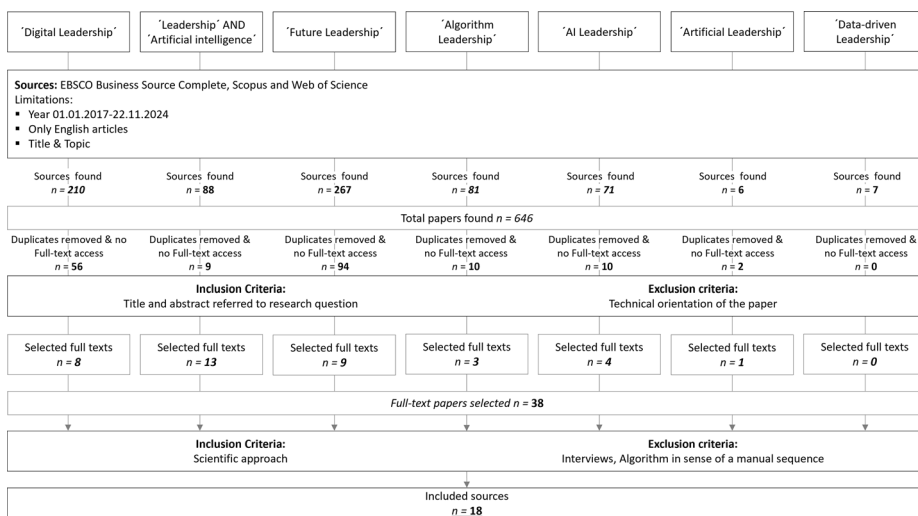 ´Digital Leadership´
´Leadership´ AND
´Artificial intelligence´
´Future Leadership´
´Algorithm
Leadership´
´AI Leadership´
´Artificial Leadership´
´Data-driven
Leadership´
Sources: EBSCO Business Source Complete, Scopus and Web of Science
Limitations:
▪ Year 01.01.2017-22.11.2024
▪ Only English articles
▪ Title & Topic
Sources found
n = 210
Sources found
n = 88
Sources found
n = 267
Sources found
n = 81
Sources found
n = 71
Sources found
n = 6
Sources found
n = 7
Total papers found n = 646
Duplicates removed & no
Full-text access
n = 56
Duplicates removed &
no Full-text access
n = 9
Duplicates removed &
no Full-text access
n = 94
Duplicates removed &
no Full-text access
n = 10
Duplicates removed &
no Full-text access
n = 10
Duplicates removed &
no Full-text access
n = 2
Duplicates removed &
no Full-text access
n = 0
Inclusion Criteria:
Title and abstract referred to research question
Exclusion criteria:
Technical orientation of the paper
Selected full texts
n = 8
Selected full texts
n = 13
Selected full texts
n = 9
Selected full texts
n = 3
Selected full texts
n = 4
Selected full texts
n = 1
Selected full texts
n = 0
Full-text papers selected n = 38
Inclusion Criteria:
Scientific approach
Exclusion criteria:
Interviews, Algorithm in sense of a manual sequence
Included sources
n = 18